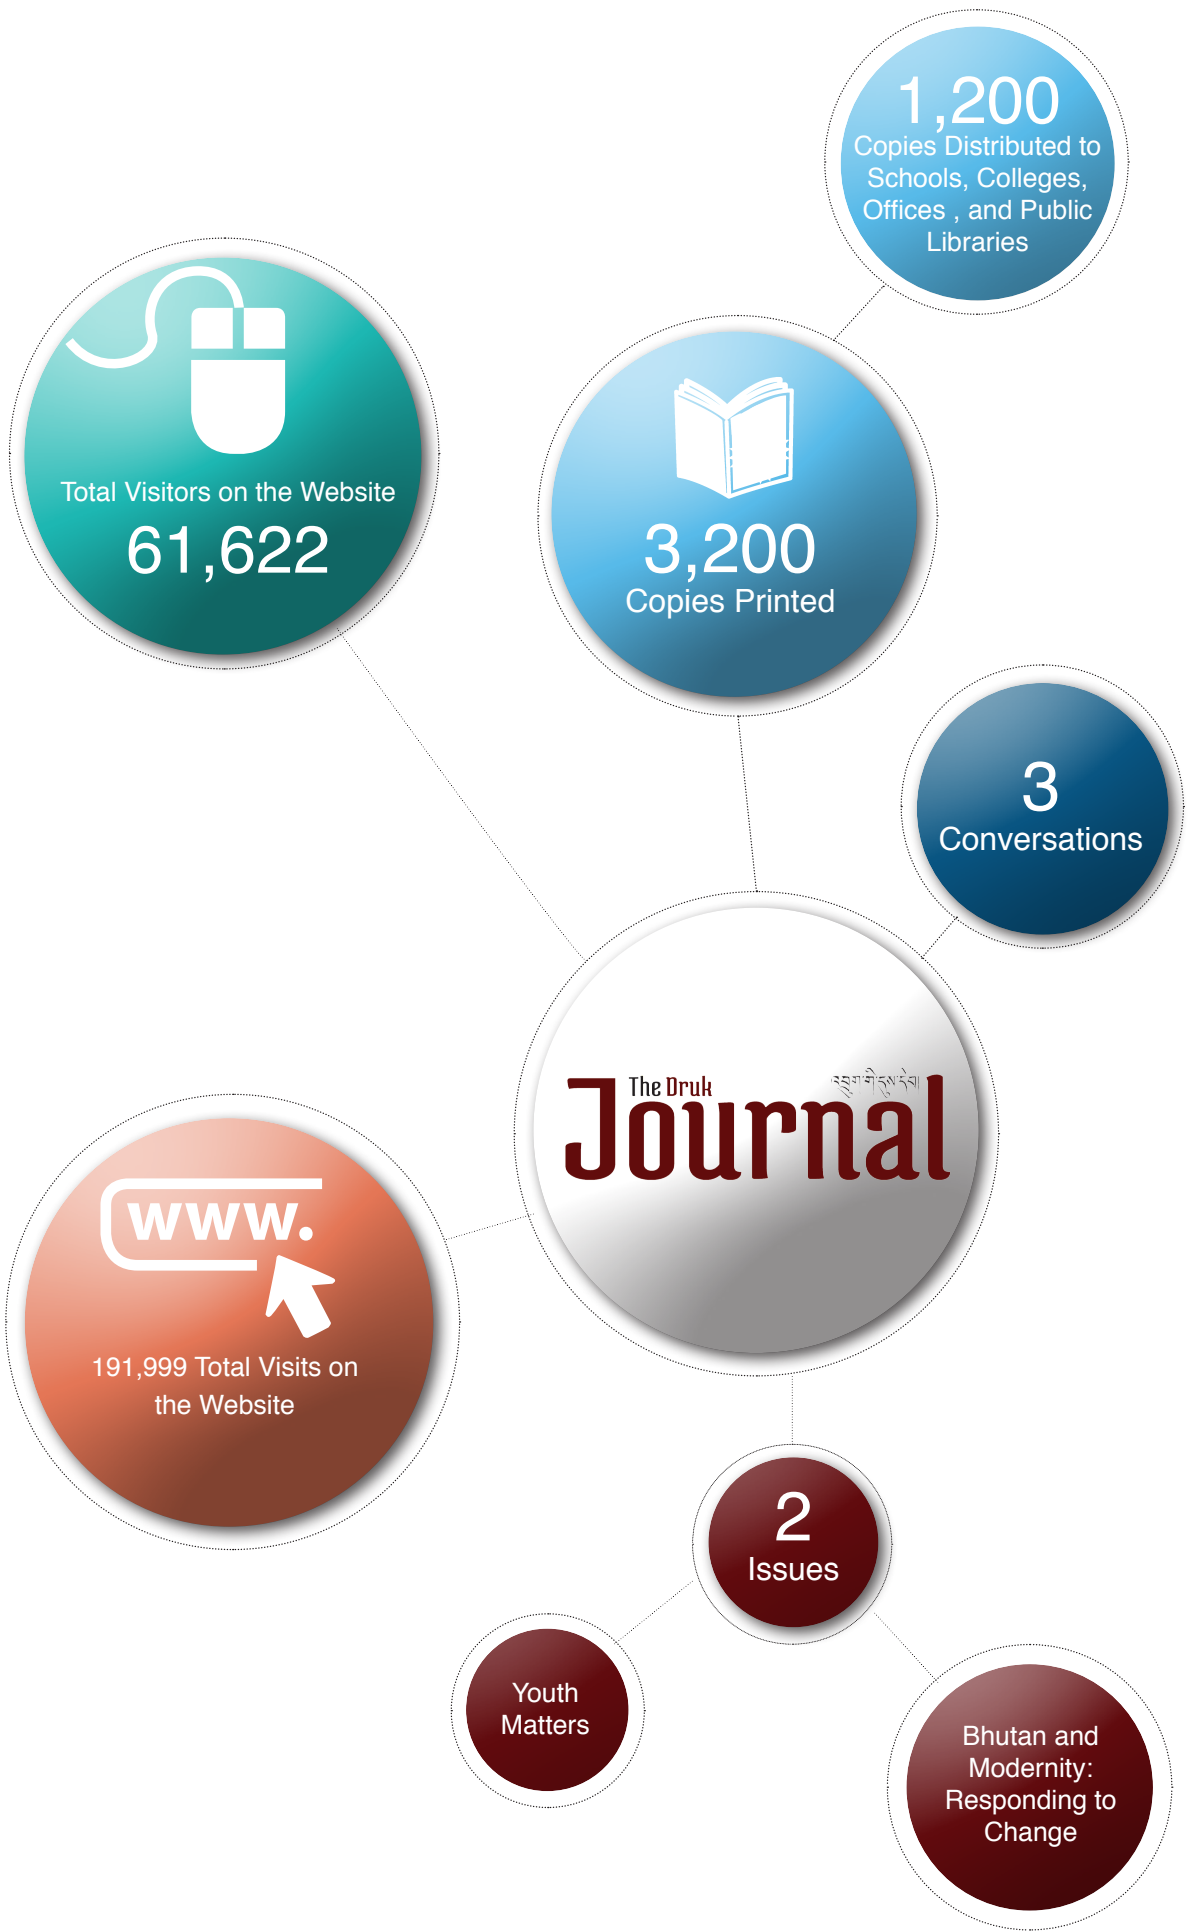 1,200
Copies Distributed to
Schools, Colleges,
Offices , and Public
Libraries
Total Visitors on the Website
61,622
3,200
Copies Printed
3
Conversations
The Druk
འབྲུག་གི་དུས་དེབ།
Journal
www.
191,999 Total Visits on
the Website
2
Issues
Youth
Matters
Bhutan and
Modernity:
Responding to
Change